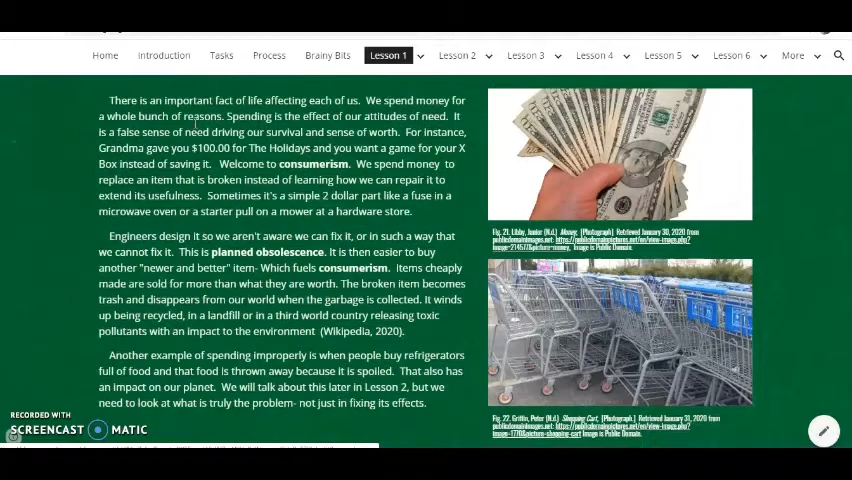 Home Introduction Tasks Process Brainy Bits Lesson 1 Lesson 2 Lesson 3 Lesson 4 Lesson 5 Lesson 6 More
There is an important fact of life affecting each of us. We spend money for
a whole bunch of reasons. Spending is the effect of our attitudes of need. It
is a false sense of need driving our survival and sense of worth. For instance,
Grandma gave you $100.00 for The Holidays and you want a game for your X
Box instead of saving it. Welcome to consumerism. We spend money to
replace an item that is broken instead of learning how we can repair it to
extend its usefulness. Sometimes it's a simple 2 dollar part like a fuse in a
microwave oven or a starter pull on a mower at a hardware store.
Engineers design it so we aren't aware we can fix it, or in such a way that
we cannot fix it. This is planned obsolescence. It is then easier to buy
another "newer and better" item- Which fuels consumerism. Items cheaply
made are sold for more than what they are worth. The broken item becomes
trash and disappears from our world when the garbage is collected. It winds
up being recycled, in a landfill or in a third world country releasing toxic
pollutants with an impact to the environment (Wikipedia, 2020).
Another example of spending improperly is when people buy refrigerators
full of food and that food is thrown away because it is spoiled. That also has
an impact on our planet. We will talk about this later in Lesson 2, but we
need to look at what is truly the problem- not just in fixing its effects.
Fig. 21. Libby, Junior (N.d.) Money, [Photograph] Retrieved January 30, 2020 from
publicdomainimages.net: https://publicdomainpictures.net/en/view-image.php?
image=214577&picture=money, Image is Public Domain.
Fig. 22. Griffin, Peter (N.d.) Shopping Cart, [Photograph]. Retrieved January 31, 2020 from
publicdomainimages.net: https://publicdomainpictures.net/en/view-image.php?
image=1770&picture=shopping-cart Image is Public Domain.
RECORDED WITH
SCREENCAST MATIC